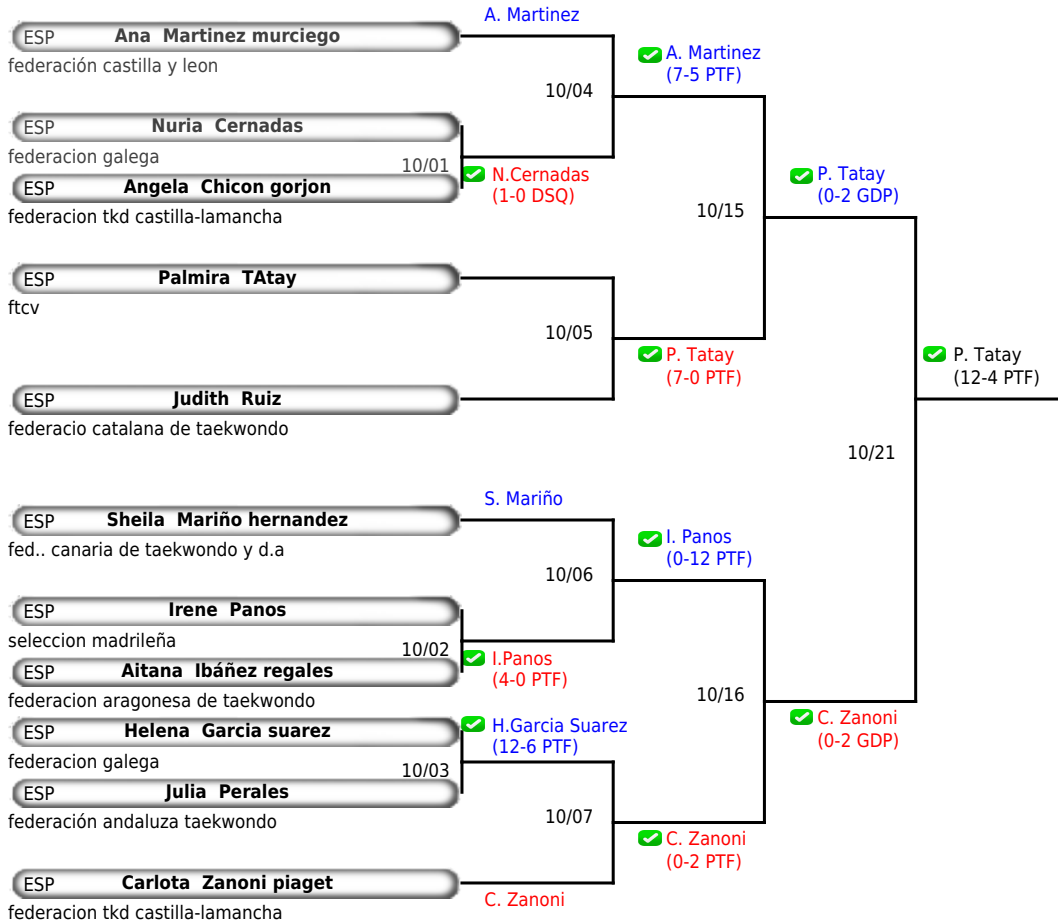 A. Martinez
ESP Ana Martinez murciego
federación castilla y leon
A. Martinez
(7-5 PTF)
10/04
ESP Nuria Cernadas
federacion galega
10/01
N.Cernadas
(1-0 DSQ)
ESP Angela Chicon gorjon
federacion tkd castilla-lamancha
P. Tatay
(0-2 GDP)
10/15
ESP Palmira TAtay
ftcv
10/05
P. Tatay
(7-0 PTF)
P. Tatay
(12-4 PTF)
ESP Judith Ruiz
federacio catalana de taekwondo
10/21
S. Mariño
ESP Sheila Mariño hernandez
fed.. canaria de taekwondo y d.a
I. Panos
(0-12 PTF)
10/06
ESP Irene Panos
seleccion madrileña
10/02
I.Panos
(4-0 PTF)
ESP Aitana Ibáñez regales
federacion aragonesa de taekwondo
10/16
H.Garcia Suarez
(12-6 PTF)
ESP Helena Garcia suarez
federacion galega
C. Zanoni
(0-2 GDP)
10/03
ESP Julia Perales
federación andaluza taekwondo
10/07
C. Zanoni
(0-2 PTF)
ESP Carlota Zanoni piaget
federacion tkd castilla-lamancha
C. Zanoni